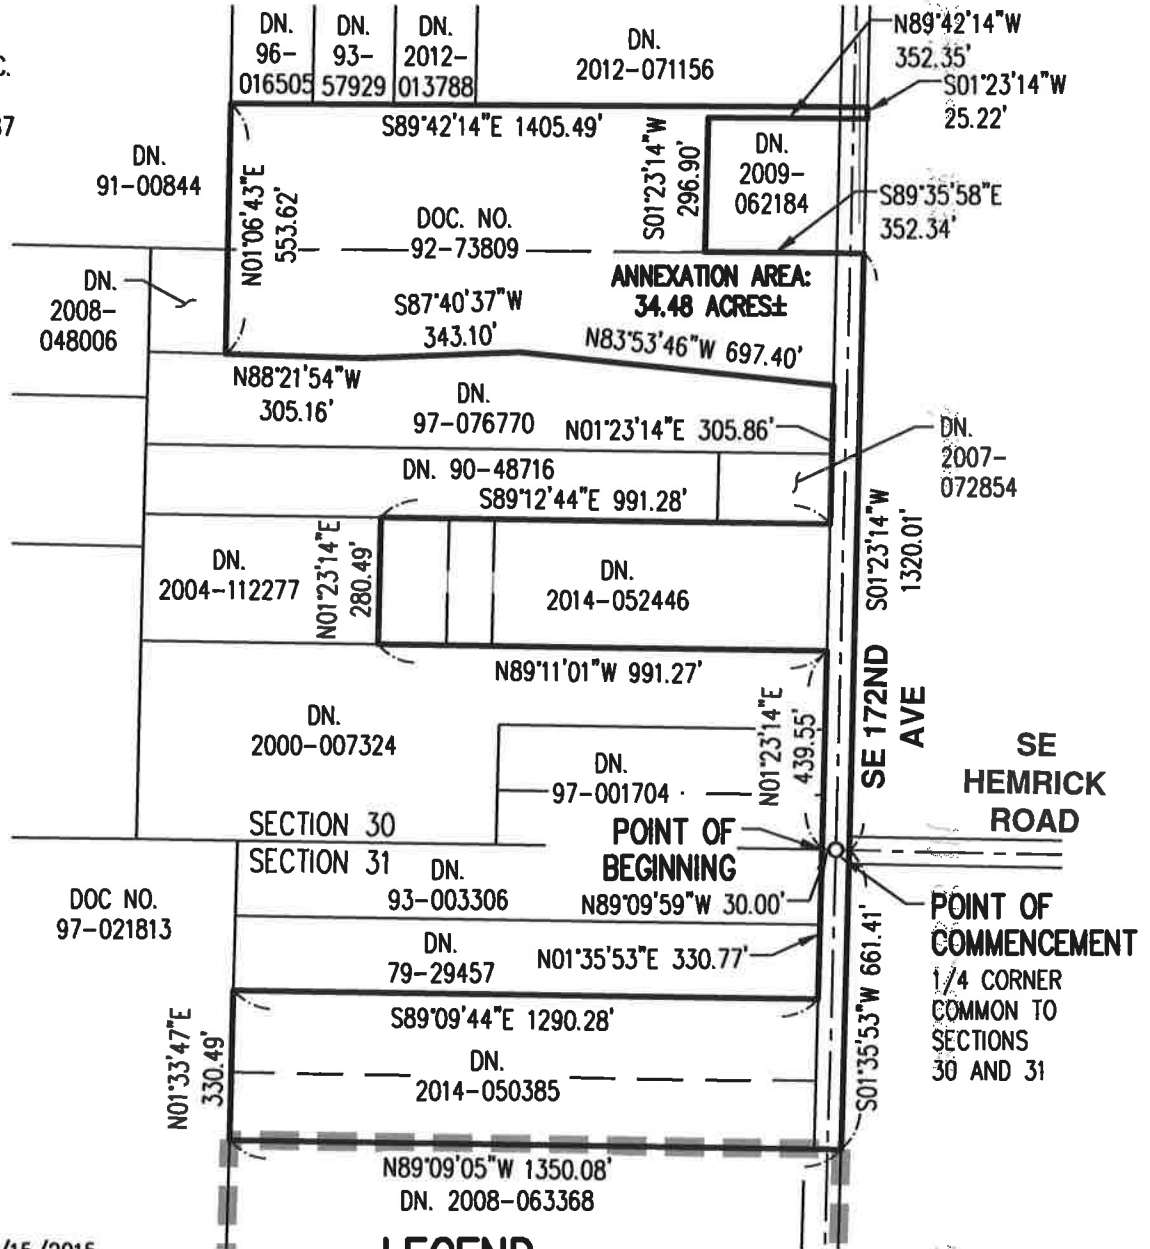 DN.
96-
016505
DN.
93-
57929
DN.
2012-
013788
DN.
2012-071156
N89°42'14"W
352.35'
S01°23'14"W
25.22'
C.
37
S89°42'14"E 1405.49'
DN.
91-00844
N01°06'43"E
553.62'
S01°23'14"W
296.90'
DN.
2009-
062184
S89°35'58"E
352.34'
DOC. NO.
92-73809
ANNEXATION AREA:
34.48 ACRES±
DN.
2008-
048006
S87°40'37"W
343.10'
N83°53'46"W 697.40'
N88°21'54"W
305.16'
DN.
97-076770
N01°23'14"E 305.86'
DN.
2007-
072854
DN. 90-48716
S89°12'44"E 991.28'
S01°23'14"W
1320.01'
DN.
2004-112277
N01°23'14"E
280.49'
DN.
2014-052446
N89°11'01"W 991.27'
SE 172ND
AVE
DN.
2000-007324
N01°23'14"E
439.55'
DN.
97-001704
SE
HEMRICK
ROAD
SECTION 30
SECTION 31
POINT OF
BEGINNING
DN.
93-003306
N89°09'59"W 30.00'
DOC NO.
97-021813
POINT OF
COMMENCEMENT
1/4 CORNER
COMMON TO
SECTIONS
30 AND 31
DN.
79-29457
N01°35'53"E 330.77'
S01°35'53"W 661.41'
S89°09'44"E 1290.28'
N01°33'47"E
330.49'
DN.
2014-050385
N89°09'05"W 1350.08'
DN. 2008-063368
/15/2015
LEGEND